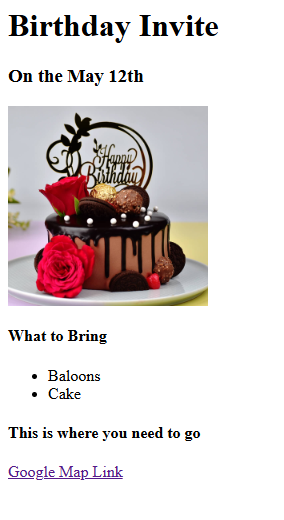 Birthday Invite
On the May 12th
Happy
Birthday
What to Bring
Baloons
Cake
This is where you need to go
Google Map Link